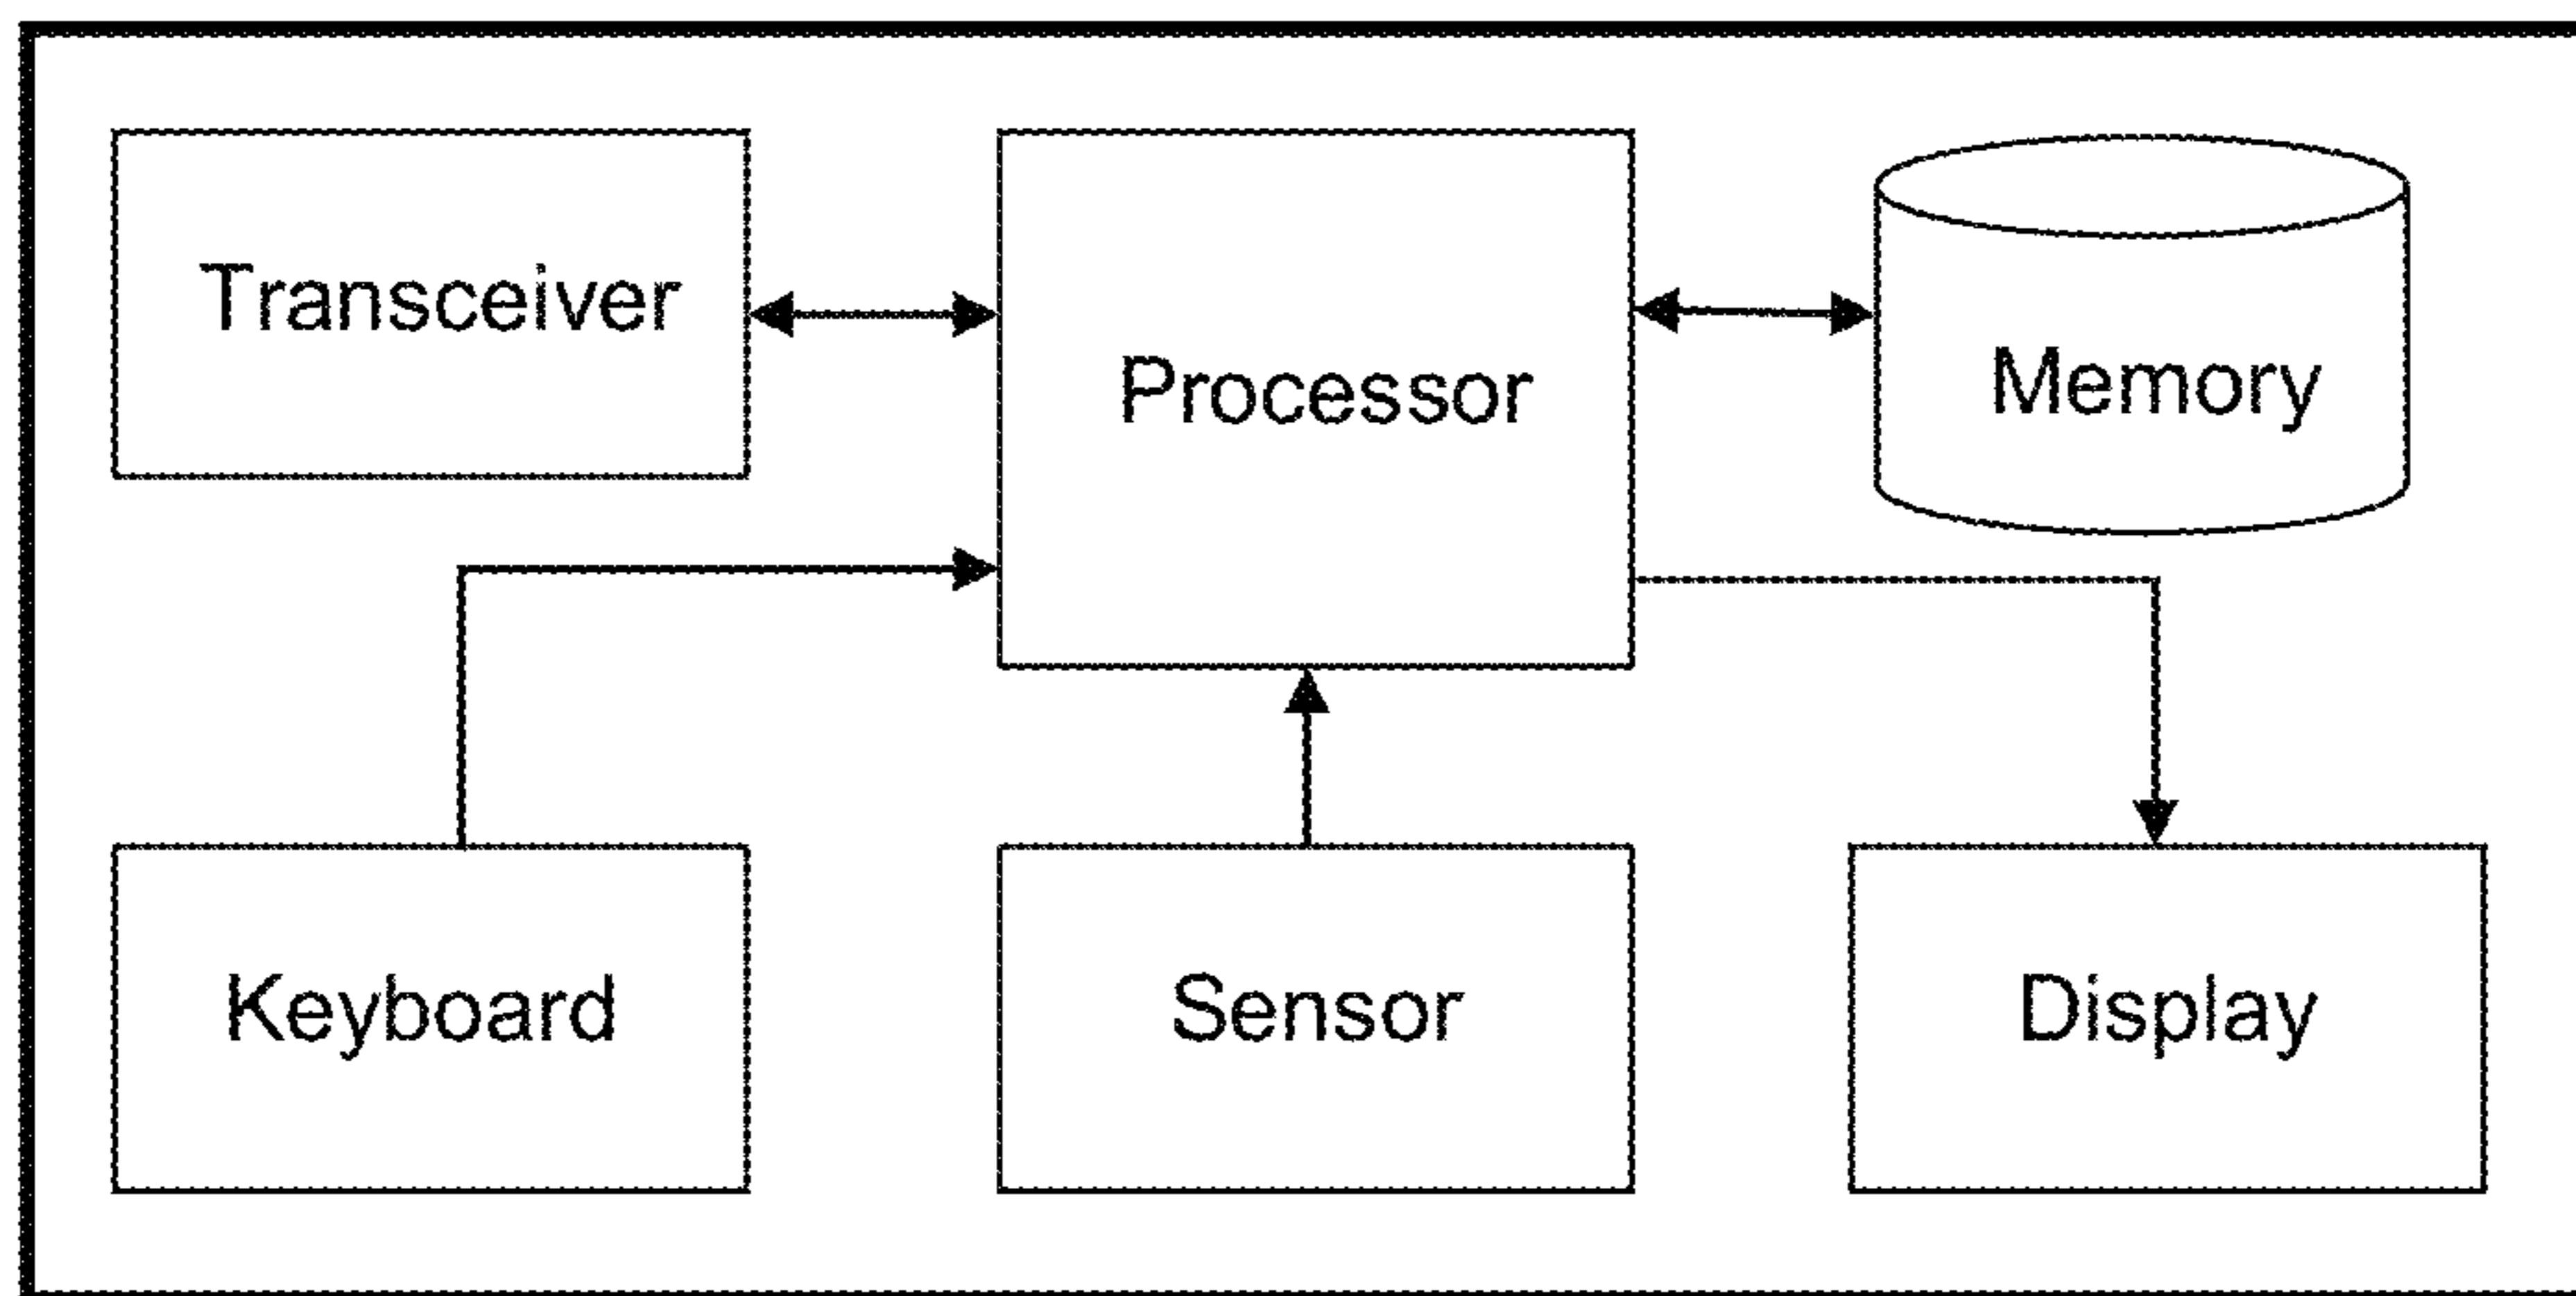 Transceiver
Processor
Memory
Keyboard
Sensor
Display